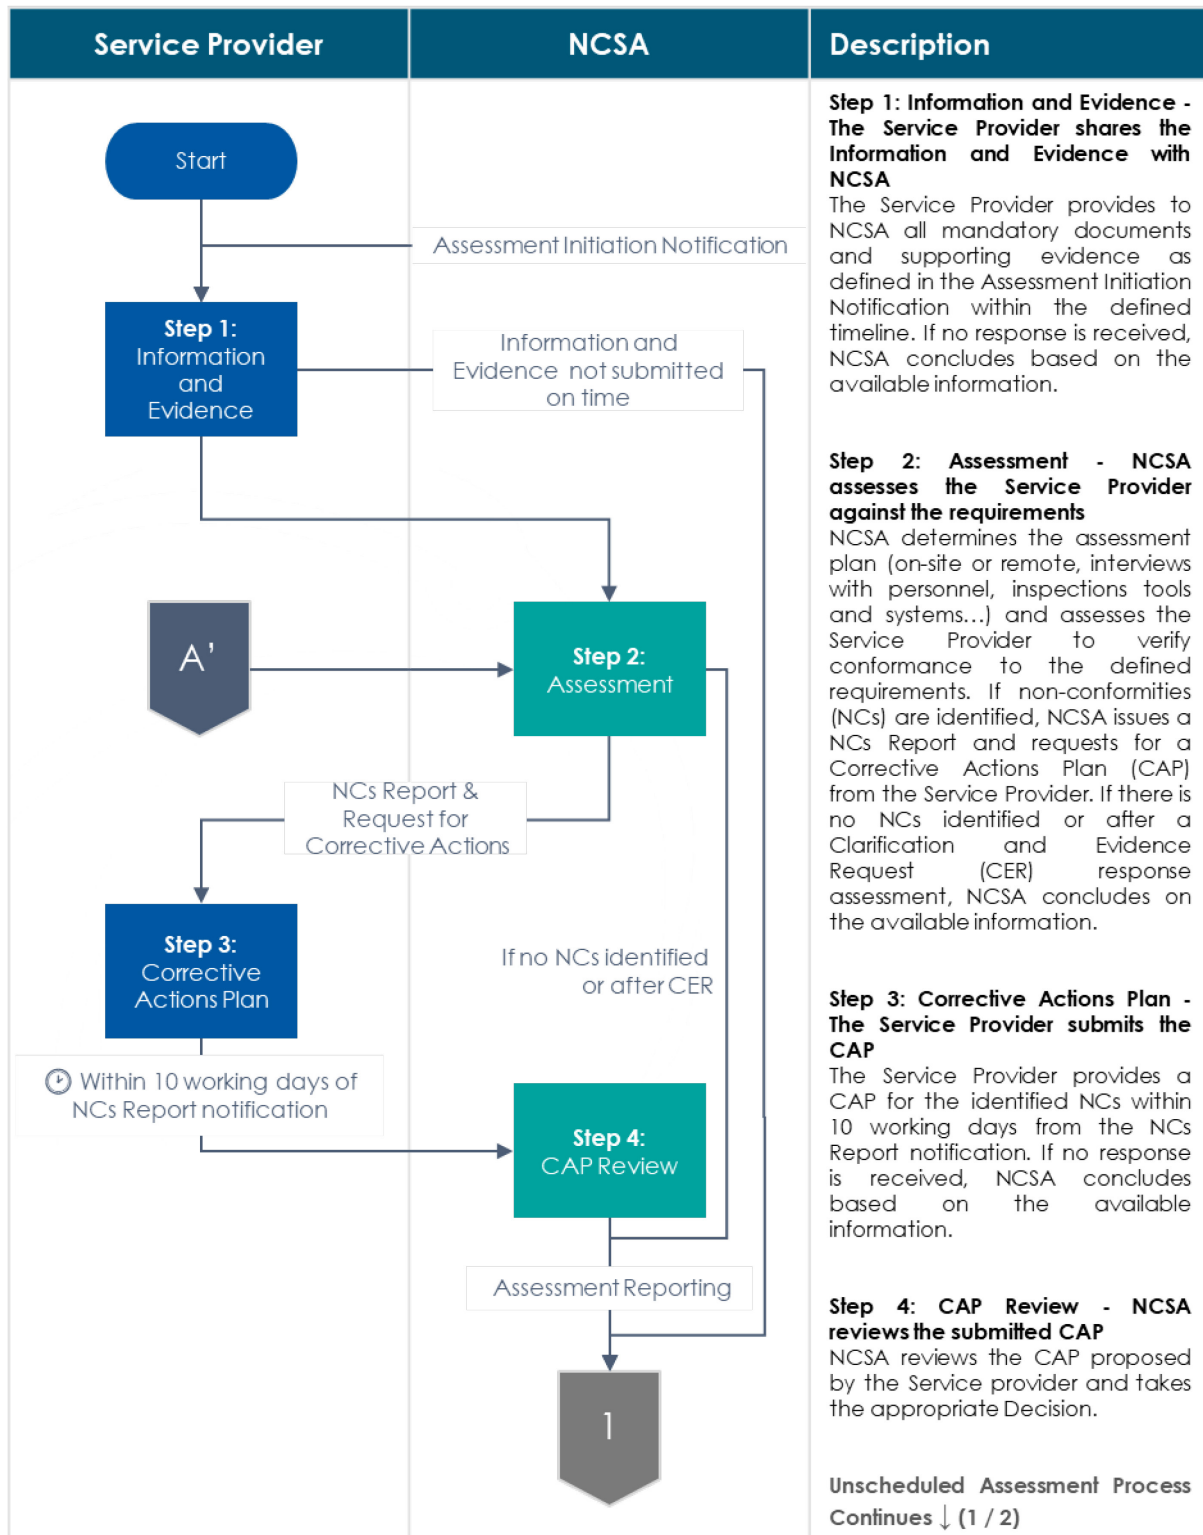 Service Provider
NCSA
Description
Start
Assessment Initiation Notification
Step 1:
Information
and
Evidence
Information and
Evidence not submitted
on time
A’
Step 2:
Assessment
NCs Report &
Request for
Corrective Actions
Step 3:
Corrective
Actions Plan
If no NCs identified
or after CER
Within 10 working days of
NCs Report notification
Step 4:
CAP Review
Assessment Reporting
1
Step 1: Information and Evidence -
The Service Provider shares the
Information and Evidence with
NCSA
The Service Provider provides to
NCSA all mandatory documents
and supporting evidence as
defined in the Assessment Initiation
Notification within the defined
timeline. If no response is received,
NCSA concludes based on the
available information.
Step 2: Assessment - NCSA
assesses the Service Provider
against the requirements
NCSA determines the assessment
plan (on-site or remote, interviews
with personnel, inspections tools
and systems…) and assesses the
Service Provider to verify
conformance to the defined
requirements. If non-conformities
(NCs) are identified, NCSA issues a
NCs Report and requests for a
Corrective Actions Plan (CAP)
from the Service Provider. If there is
no NCs identified or after a
Clarification and Evidence
Request (CER) response
assessment, NCSA concludes on
the available information.
Step 3: Corrective Actions Plan -
The Service Provider submits the
CAP
The Service Provider provides a
CAP for the identified NCs within
10 working days from the NCs
Report notification. If no response
is received, NCSA concludes
based on the available
information.
Step 4: CAP Review - NCSA
reviews the submitted CAP
NCSA reviews the CAP proposed
by the Service provider and takes
the appropriate Decision.
Unscheduled Assessment Process
Continues ↓ (1 / 2)